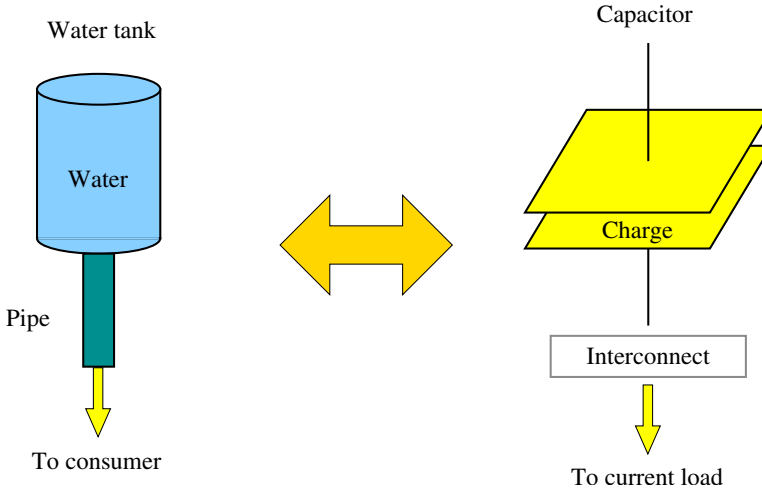 Water tank
Water
Pipe
To consumer
Capacitor
Charge
Interconnect
To current load